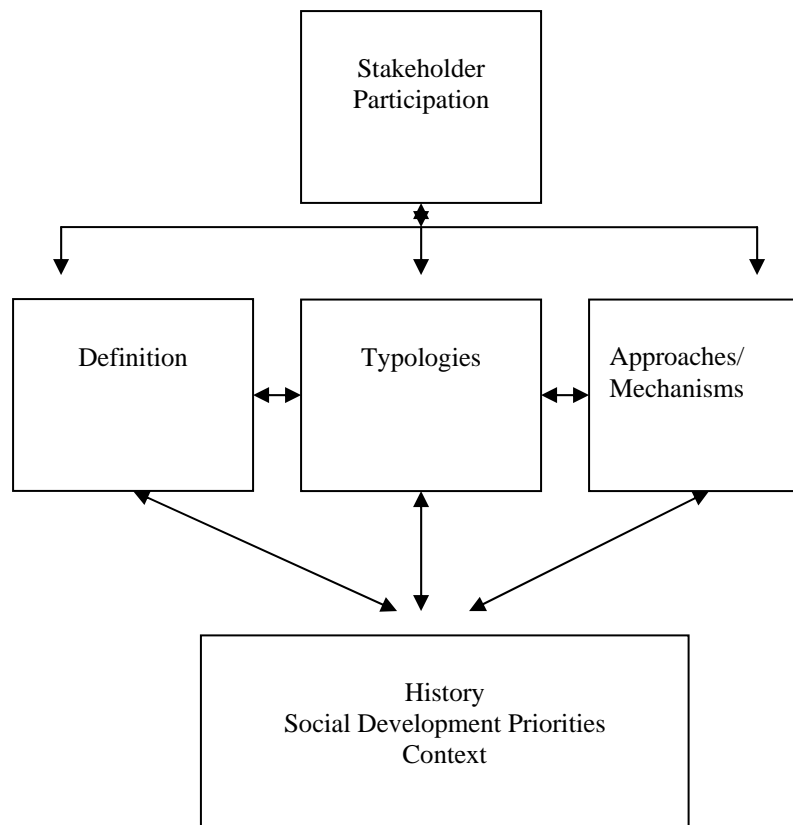 Stakeholder
Participation
Definition
Typologies
Approaches/
Mechanisms
History
Social Development Priorities
Context